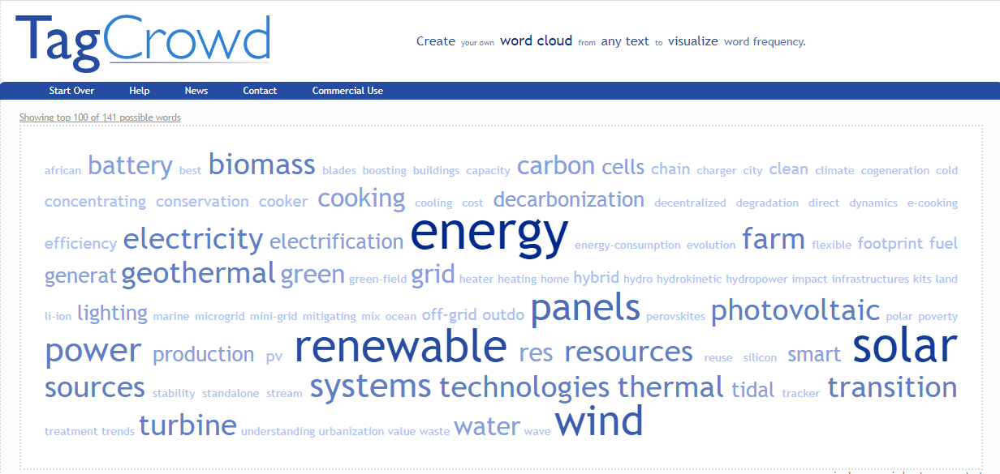 TagCrowd
Create your own word cloud from any text to visualize word frequency.
Start Over Help News Contact Commercial Use
Showing top 100 of 141 possible words
african battery best biomass blades boosting buildings capacity carbon cells chain charger city clean climate cogeneration cold
concentrating conservation cooker cooking cooling cost decarbonization decentralized degradation direct dynamics e-cooking
efficiency electricity electrification energy energy-consumption evolution farm flexible footprint fuel
generat geothermal green green-field grid heater heating home hybrid hydro hydrokinetic hydropower impact infrastructures kits land
li-ion lighting marine microgrid mini-grid mitigating mix ocean off-grid outdo panels perovskites photovoltaic polar poverty
power production pv renewable res resources reuse silicon smart solar
sources stability standalone stream systems technologies thermal tidal tracker transition
treatment trends turbine understanding urbanization value waste water wave wind